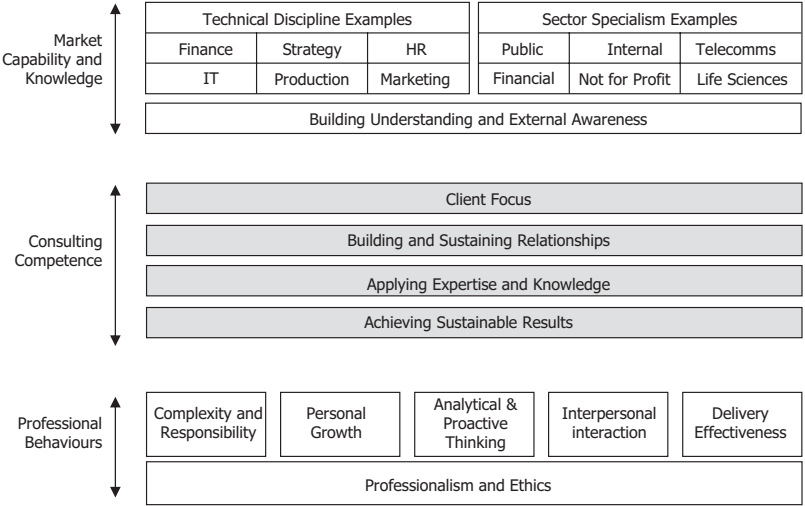 Market
Capability and
Knowledge
Technical Discipline Examples
Finance Strategy HR
IT Production Marketing
Sector Specialism Examples
Public Internal Telecomms
Financial Not for Profit Life Sciences
Building Understanding and External Awareness
Consulting
Competence
Client Focus
Building and Sustaining Relationships
Applying Expertise and Knowledge
Achieving Sustainable Results
Professional
Behaviours
Complexity and
Responsibility
Personal
Growth
Analytical &
Proactive
Thinking
Interpersonal
interaction
Delivery
Effectiveness
Professionalism and Ethics